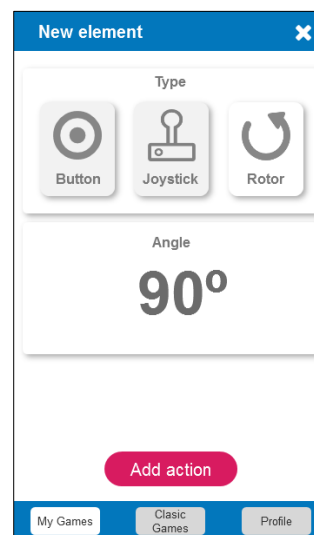 New element
Type
Button Joystick Rotor
Angle
90º
Add action
My Games Clasic Games Profile